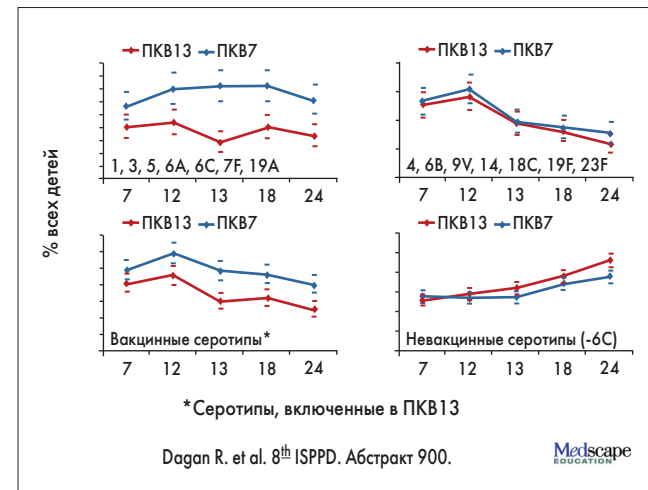 ПКВ13 ПКВ7
1, 3, 5, 6A, 6C, 7F, 19A
7 12 13 18 24
ПКВ13 ПКВ7
4, 6B, 9V, 14, 18C, 19F, 23F
7 12 13 18 24
% всех детей
ПКВ13 ПКВ7
Вакцинные серотипы*
7 12 13 18 24
ПКВ13 ПКВ7
Невакцинные серотипы (-6C)
7 12 13 18 24
*Серотипы, включенные в ПКВ13
Dagan R. et al. 8th ISPPD. Абстракт 900.
Medscape
EDUCATION